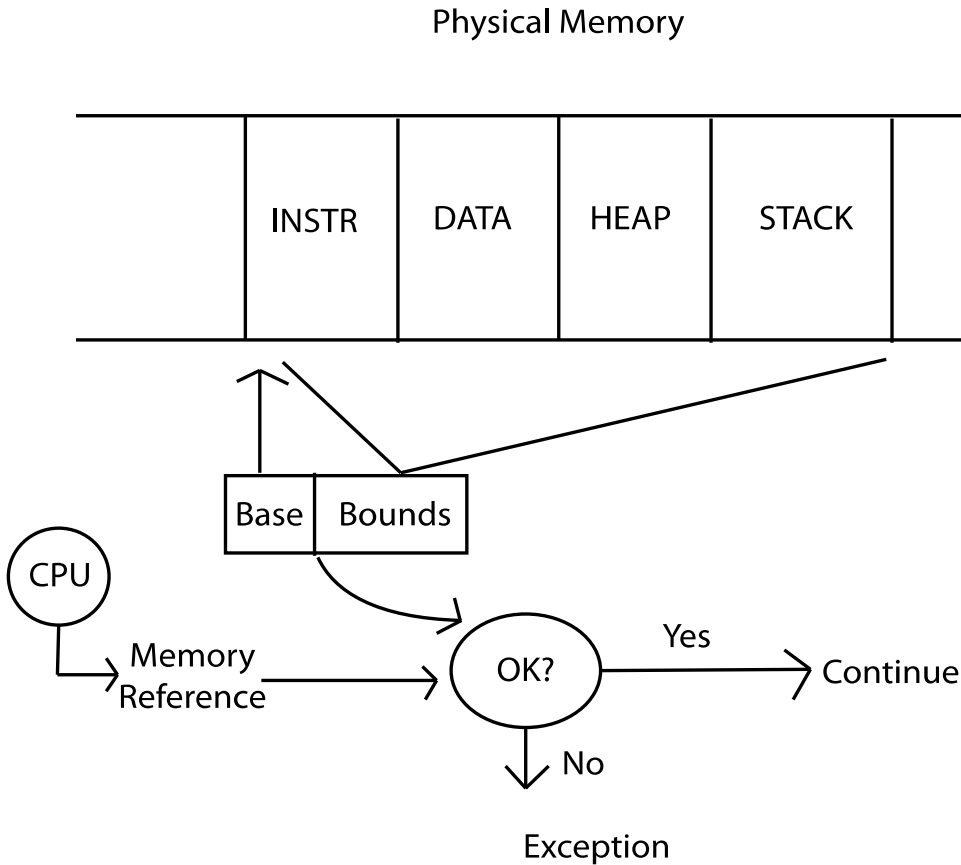 Physical Memory
INSTR
DATA
HEAP
STACK
Base
Bounds
CPU
Memory
Reference
OK?
Yes
Continue
No
Exception